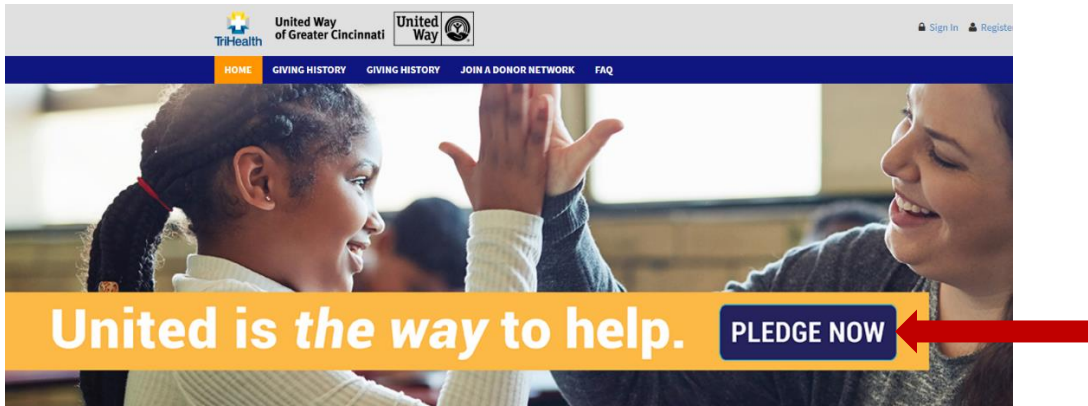 TriHealth
United Way
of Greater Cincinnati
United
Way
Sign In Register
HOME GIVING HISTORY GIVING HISTORY JOIN A DONOR NETWORK FAQ
United is the way to help.
PLEDGE NOW